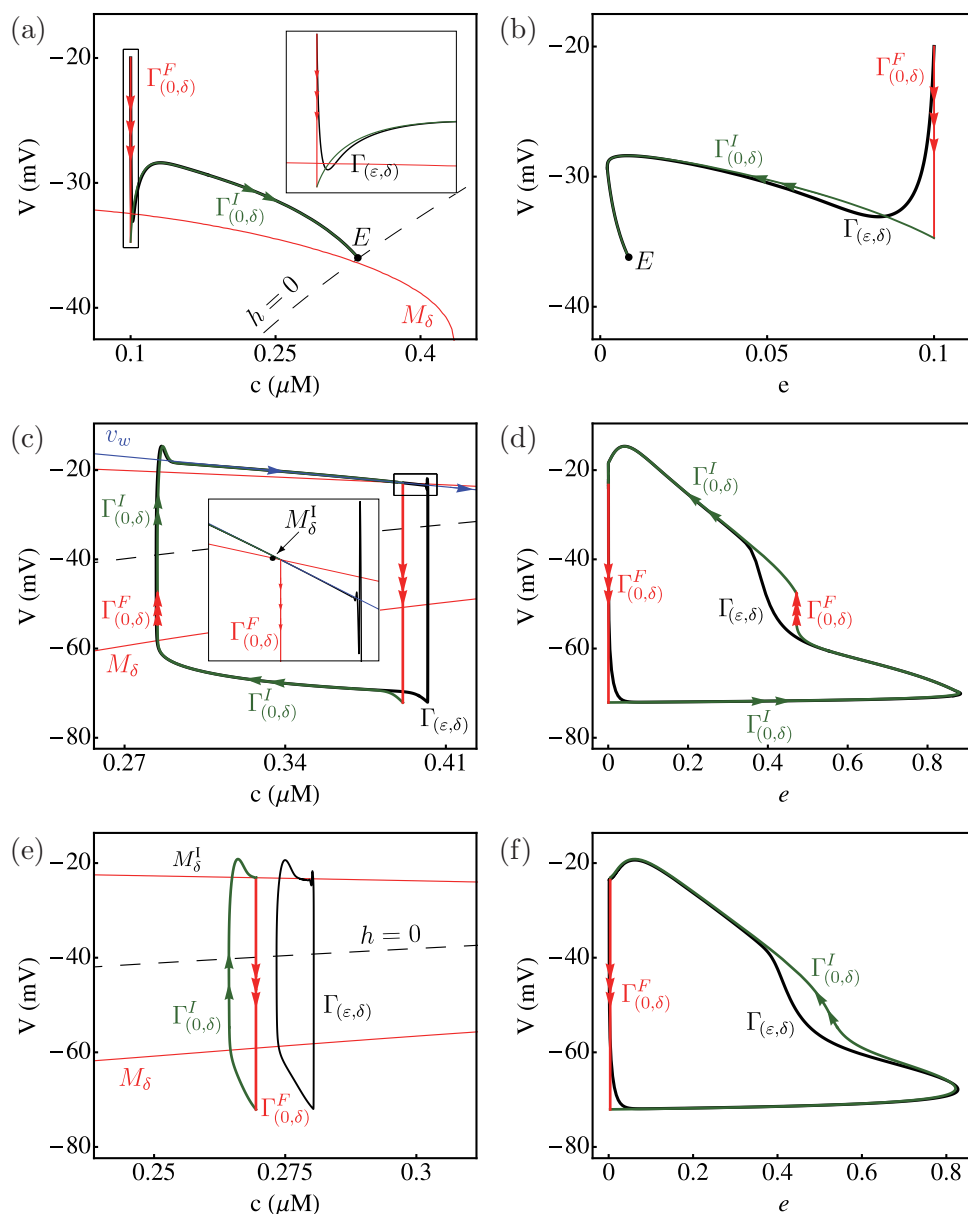 (a)
−20
−30
−40
V (mV)
Γ^F_(0,δ)
Γ^I_(0,δ)
Γ_(ε,δ)
E
h = 0
M_δ
0.1
0.25
0.4
c (μM)
(b)
−20
−30
−40
V (mV)
Γ^F_(0,δ)
Γ^I_(0,δ)
Γ_(ε,δ)
E
0
0.05
0.1
e
(c)
−20
−40
−60
−80
V (mV)
v_w
Γ^I_(0,δ)
M^I_δ
Γ^F_(0,δ)
Γ^F_(0,δ)
M_δ
Γ^I_(0,δ)
Γ_(ε,δ)
0.27
0.34
0.41
c (μM)
(d)
−20
−40
−60
−80
V (mV)
Γ^I_(0,δ)
Γ^F_(0,δ)
Γ_(ε,δ)
Γ^F_(0,δ)
Γ^I_(0,δ)
0
0.2
0.4
0.6
0.8
e
(e)
−20
−40
−60
−80
V (mV)
M^I_δ
h = 0
Γ^I_(0,δ)
Γ_(ε,δ)
M_δ
Γ^F_(0,δ)
0.25
0.275
0.3
c (μM)
(f)
−20
−40
−60
−80
V (mV)
Γ^I_(0,δ)
Γ^F_(0,δ)
Γ_(ε,δ)
0
0.2
0.4
0.6
0.8
e